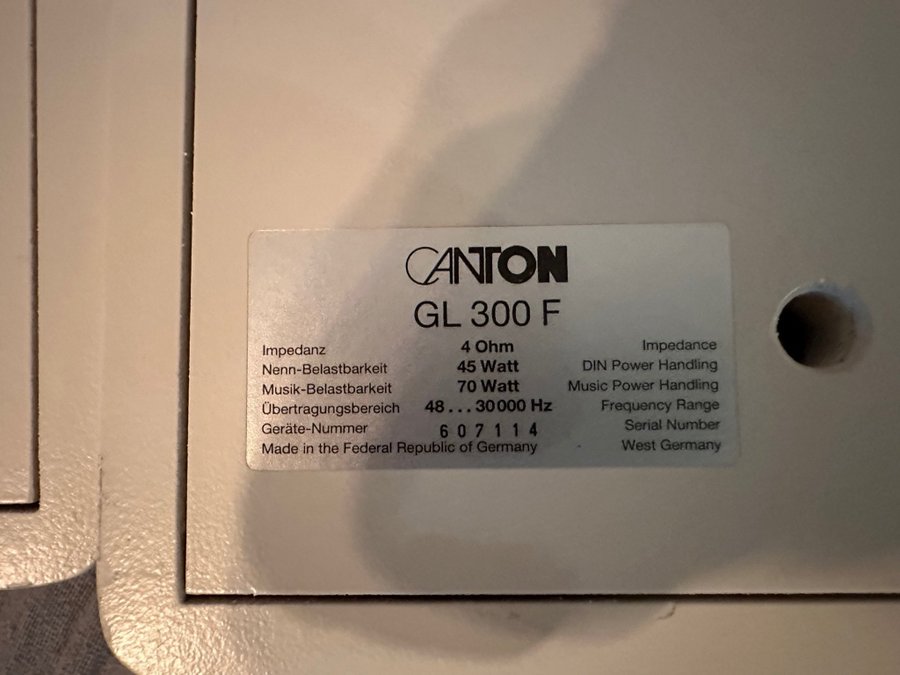 CANTON
GL 300 F
Impedanz 4 Ohm Impedance
Nenn-Belastbarkeit 45 Watt DIN Power Handling
Musik-Belastbarkeit 70 Watt Music Power Handling
Übertragungsbereich 48...30000 Hz Frequency Range
Geräte-Nummer 607114 Serial Number
Made in the Federal Republic of Germany West Germany